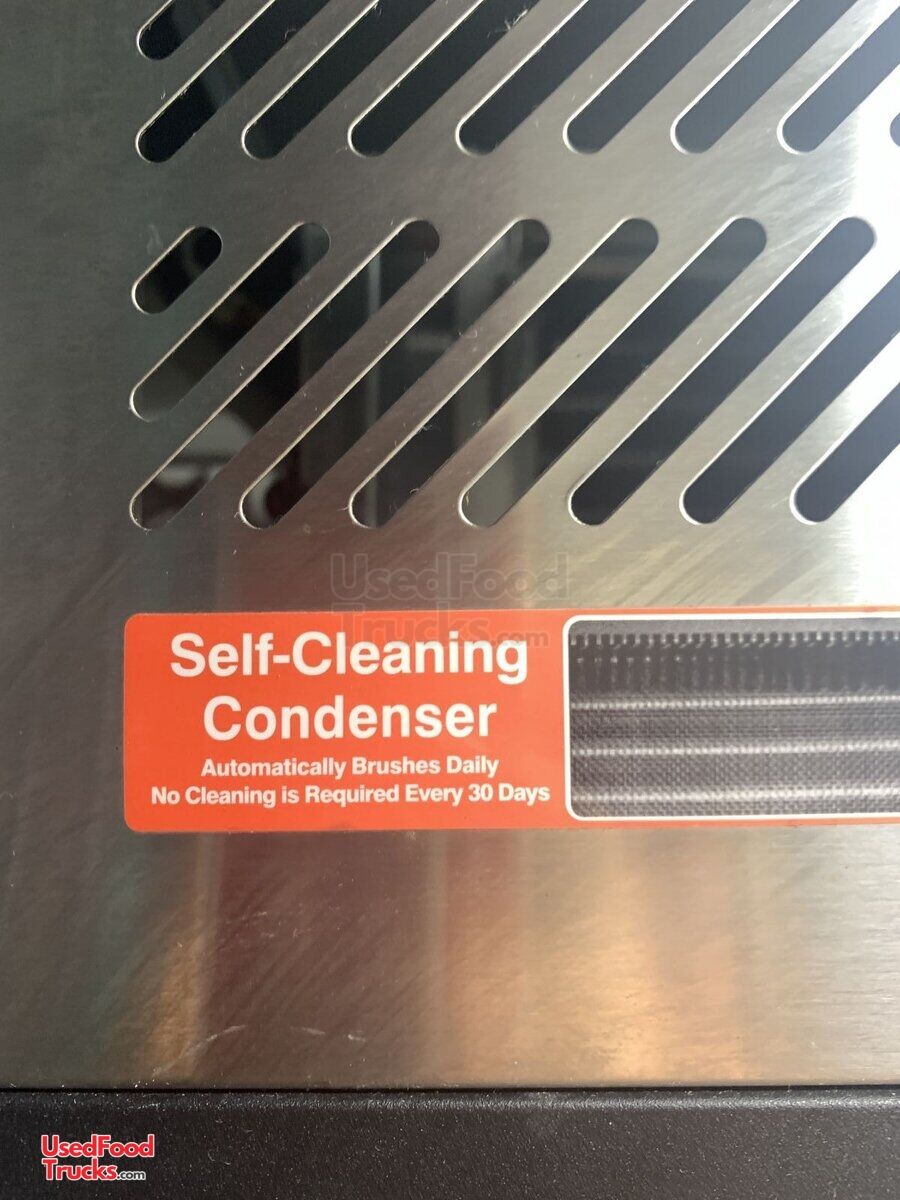 UsedFood
Trucks.com
Self-Cleaning
Condenser
Automatically Brushes Daily
No Cleaning is Required Every 30 Days
UsedFood
Trucks.com